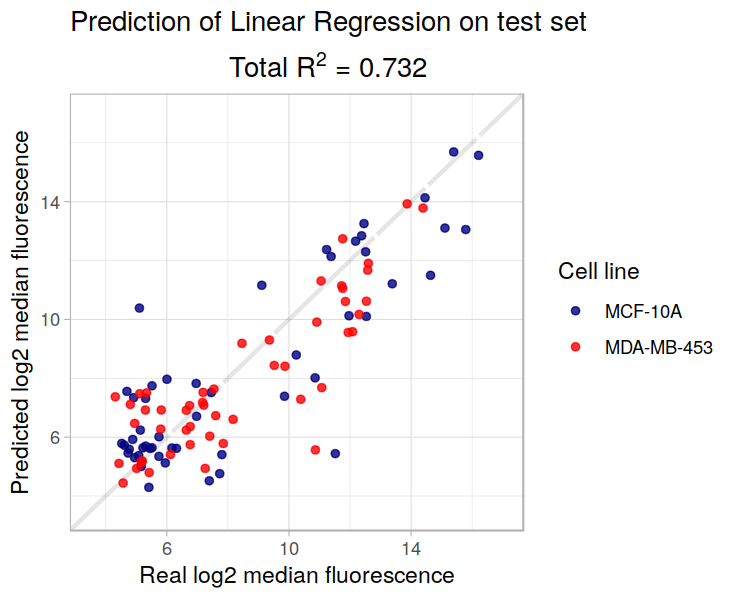 Prediction of Linear Regression on test set
Total R² = 0.732
Predicted log2 median fluorescence
14
10
6
6 10 14
Real log2 median fluorescence
Cell line
MCF-10A
MDA-MB-453